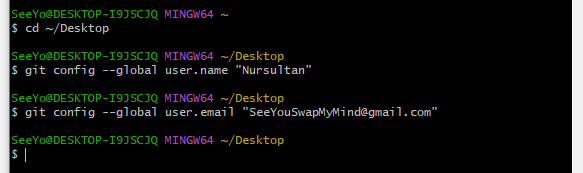 SeeYo@DESKTOP-I9JSCJQ MINGW64 ~
$ cd ~/Desktop
SeeYo@DESKTOP-I9JSCJQ MINGW64 ~/Desktop
$ git config --global user.name "Nursultan"
SeeYo@DESKTOP-I9JSCJQ MINGW64 ~/Desktop
$ git config --global user.email "SeeYouSwapMyMind@gmail.com"
SeeYo@DESKTOP-I9JSCJQ MINGW64 ~/Desktop
$